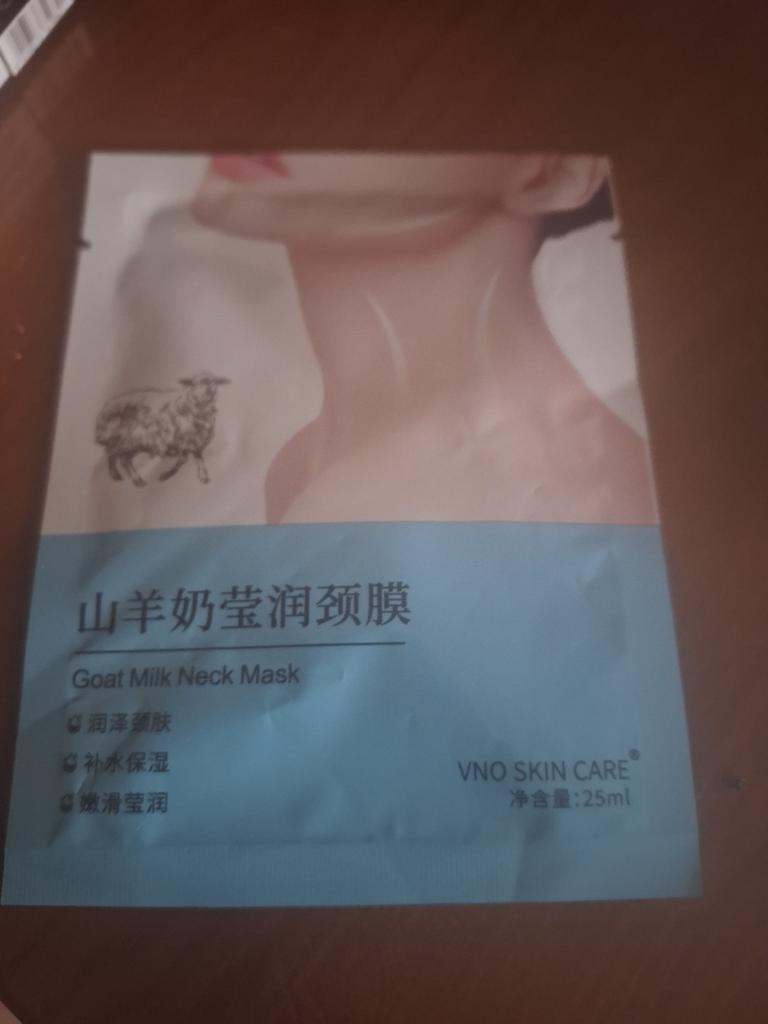 山羊奶莹润颈膜
Goat Milk Neck Mask
润泽颈肤
补水保湿
嫩滑莹润
VNO SKIN CARE®
净含量:25ml